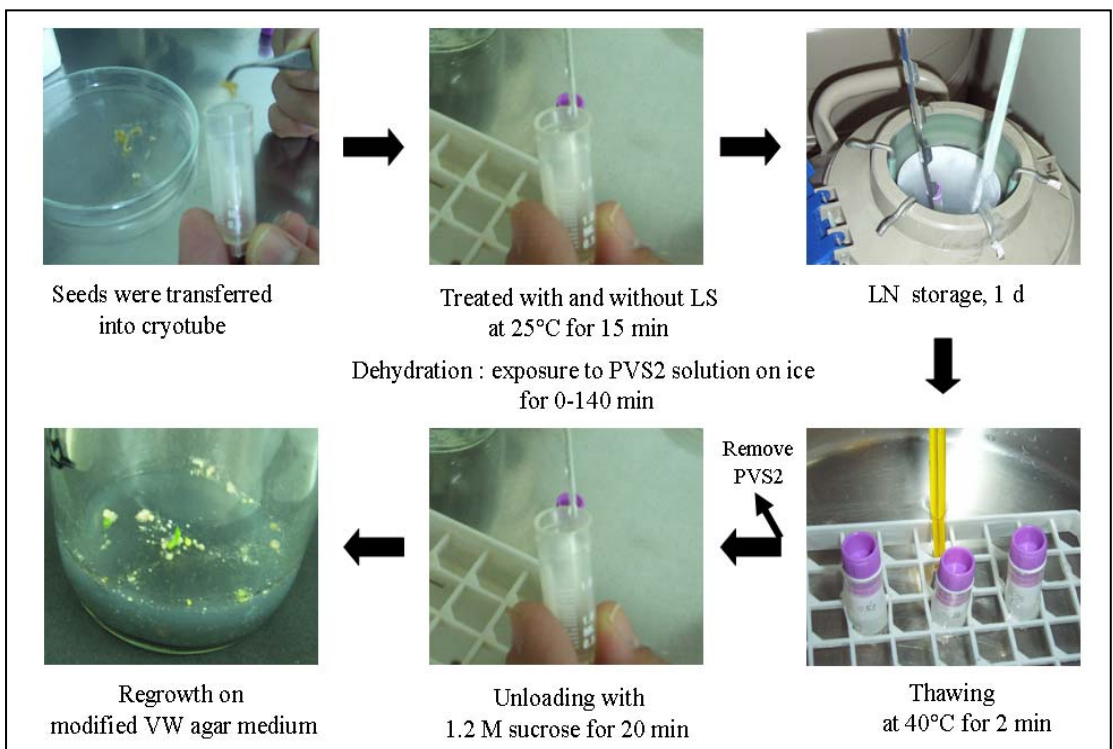 Seeds were transferred
into cryotube
Treated with and without LS
at 25°C for 15 min
Dehydration : exposure to PVS2 solution on ice
for 0-140 min
LN storage, 1 d
Thawing
at 40°C for 2 min
Remove
PVS2
Unloading with
1.2 M sucrose for 20 min
Regrowth on
modified VW agar medium